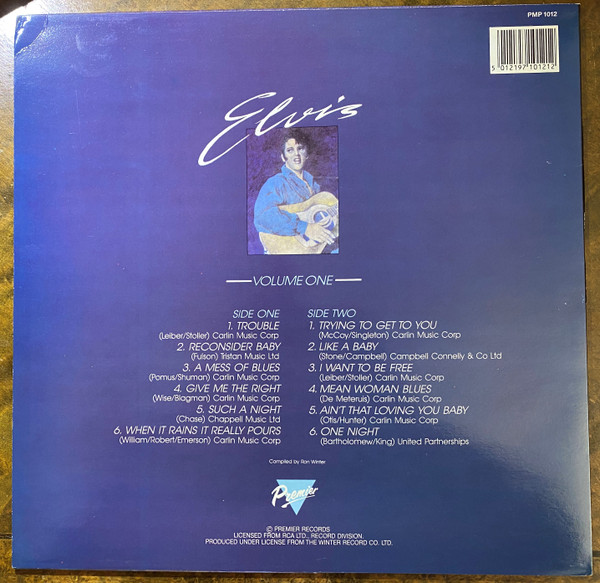 PMP 1012
5 012197 101212
Elvis
VOLUME ONE
SIDE ONE
1. TROUBLE
(Leiber/Stoller) Carlin Music Corp
2. RECONSIDER BABY
(Fulson) Tristan Music Ltd
3. A MESS OF BLUES
(Pomus/Shuman) Carlin Music Corp
4. GIVE ME THE RIGHT
(Wise/Blagman) Carlin Music Corp
5. SUCH A NIGHT
(Chase) Chappell Music Ltd
6. WHEN IT RAINS IT REALLY POURS
(William/Robert/Emerson) Carlin Music Corp
SIDE TWO
1. TRYING TO GET TO YOU
(McCoy/Singleton) Carlin Music Corp
2. LIKE A BABY
(Stone/Campbell) Campbell Connelly & Co Ltd
3. I WANT TO BE FREE
(Leiber/Stoller) Carlin Music Corp
4. MEAN WOMAN BLUES
(De Meteruis) Carlin Music Corp
5. AIN'T THAT LOVING YOU BABY
(Otis/Hunter) Carlin Music Corp
6. ONE NIGHT
(Bartholomew/King) United Partnerships
Compiled by Ron Winter
Premier
© PREMIER RECORDS
LICENSED FROM RCA LTD., RECORD DIVISION.
PRODUCED UNDER LICENSE FROM THE WINTER RECORD CO. LTD.